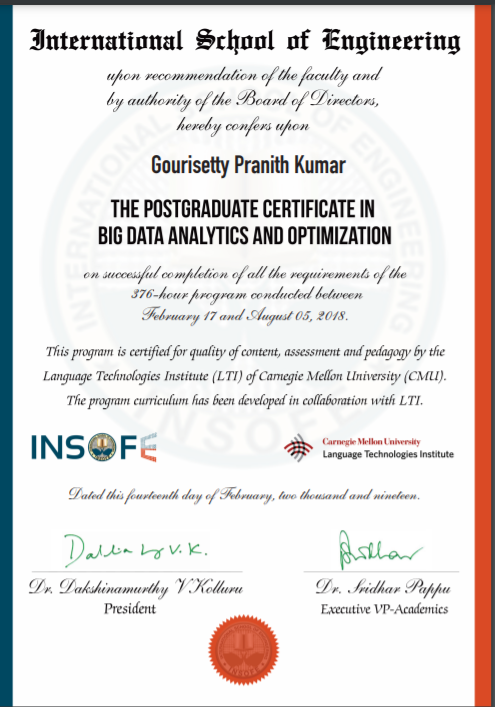 International School of Engineering
upon recommendation of the faculty and
by authority of the Board of Directors,
hereby confers upon
Gourisetty Pranith Kumar
THE POSTGRADUATE CERTIFICATE IN
BIG DATA ANALYTICS AND OPTIMIZATION
on successful completion of all the requirements of the
376-hour program conducted between
February 17 and August 05, 2018.
This program is certified for quality of content, assessment and pedagogy by the
Language Technologies Institute (LTI) of Carnegie Mellon University (CMU).
The program curriculum has been developed in collaboration with LTI.
INSOFE
Carnegie Mellon University
Language Technologies Institute
Dated this fourteenth day of February, two thousand and nineteen.
Dr. Dakshinamurthy V Kolluru
President
Dr. Sridhar Pappu
Executive VP-Academics